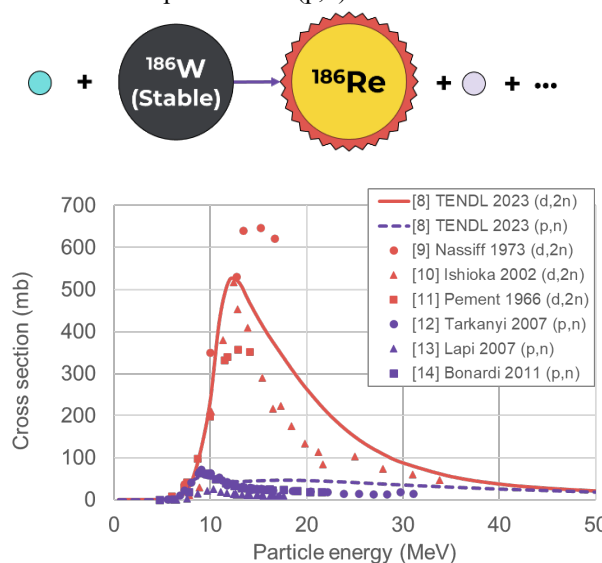 (p,n)
+ 186W (Stable) 186Re + + ...
700
600
500
400
300
200
100
0
Cross section (mb)
[8] TENDL 2023 (d,2n)
[8] TENDL 2023 (p,n)
[9] Nassiff 1973 (d,2n)
[10] Ishioka 2002 (d,2n)
[11] Pement 1966 (d,2n)
[12] Tarkanyi 2007 (p,n)
[13] Lapi 2007 (p,n)
[14] Bonardi 2011 (p,n)
0 10 20 30 40 50
Particle energy (MeV)